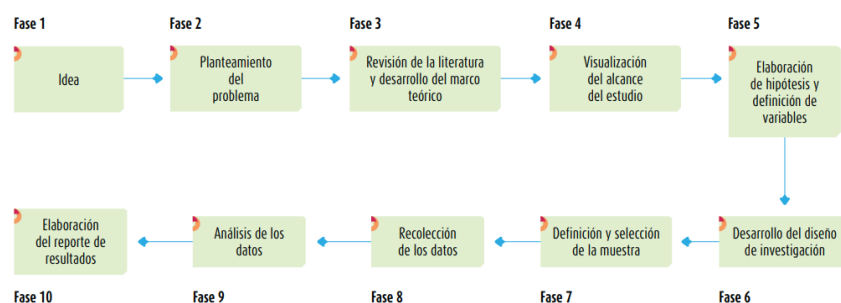 Fase 1
Idea
Fase 2
Planteamiento
del
problema
Fase 3
Revisión de la literatura
y desarrollo del marco
teórico
Fase 4
Visualización
del alcance
del estudio
Fase 5
Elaboración
de hipótesis y
definición de
variables
Desarrollo del diseño
de investigación
Fase 6
Definición y selección
de la muestra
Fase 7
Recolección
de los datos
Fase 8
Análisis de los
datos
Fase 9
Elaboración
del reporte de
resultados
Fase 10